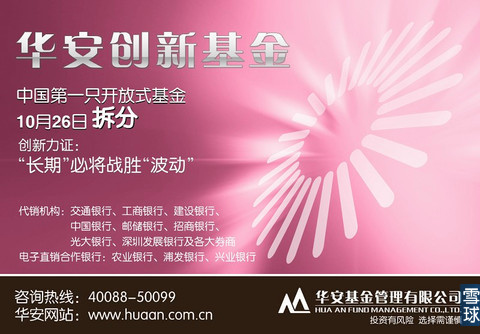 华安创新基金
中国第一只开放式基金
10月26日 拆分
创新力证：
“长期”必将战胜“波动”
代销机构：交通银行、工商银行、建设银行、
中国银行、邮储银行、招商银行、
光大银行、深圳发展银行及各大券商
电子直销合作银行：农业银行、浦发银行、兴业银行
咨询热线：40088-50099
华安网站：www.huaan.com.cn
华安基金管理有限公司
HUA AN FUND MANAGEMENT CO.,LTD.
投资有风险 选择需谨慎
雪球